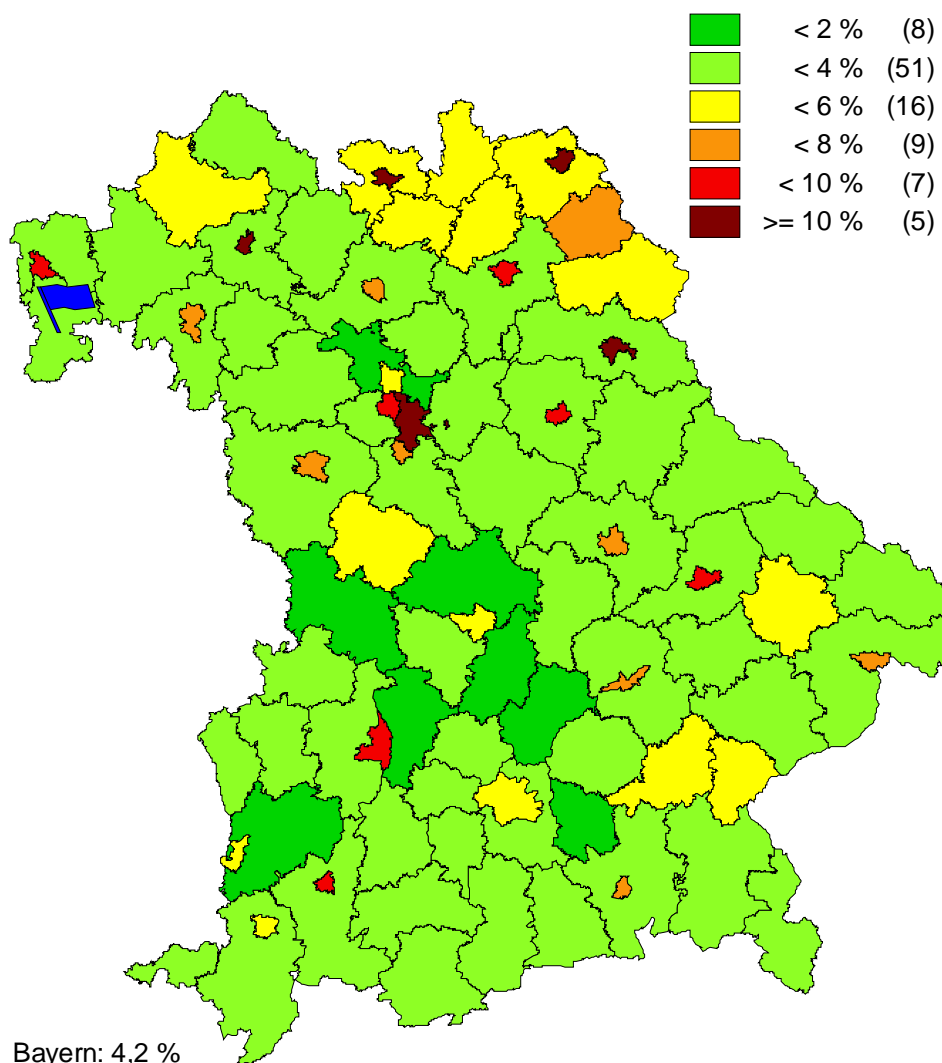 < 2 % (8)
< 4 % (51)
< 6 % (16)
< 8 % (9)
< 10 % (7)
>= 10 % (5)
Bayern: 4,2 %